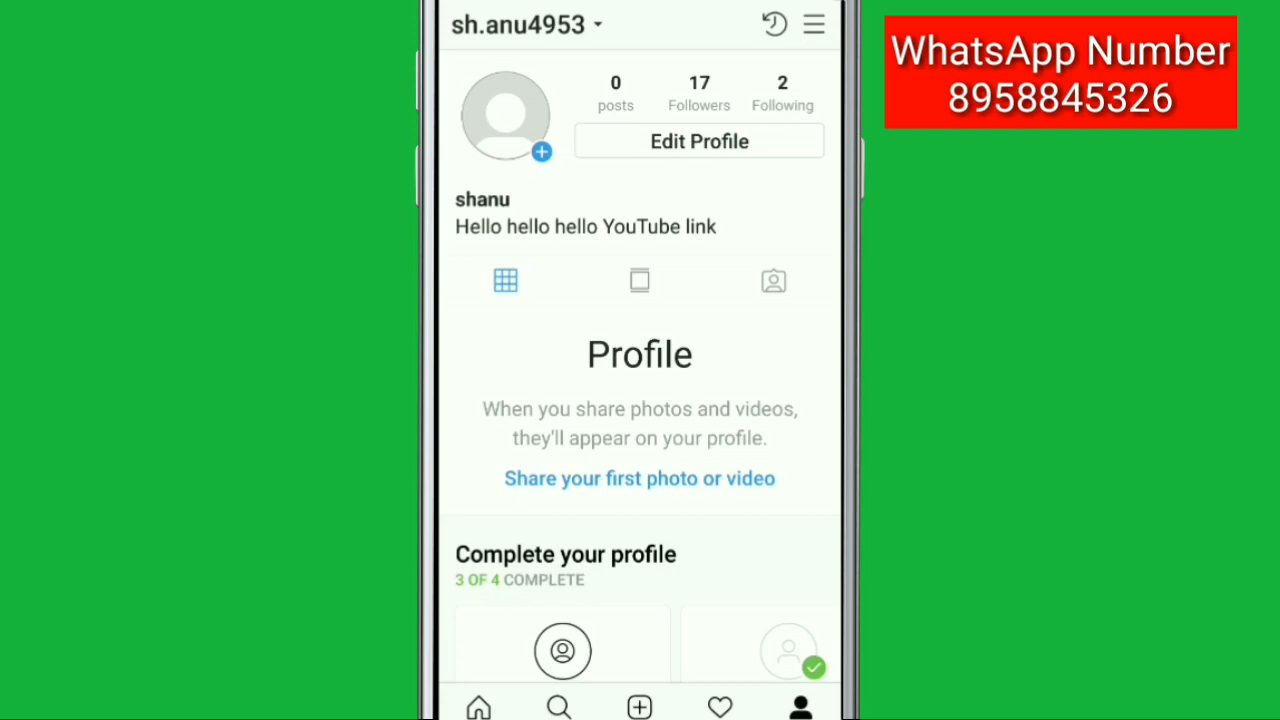 sh.anu4953
WhatsApp Number
8958845326
0 17 2
posts Followers Following
Edit Profile
shanu
Hello hello hello YouTube link
Profile
When you share photos and videos,
they'll appear on your profile.
Share your first photo or video
Complete your profile
3 OF 4 COMPLETE